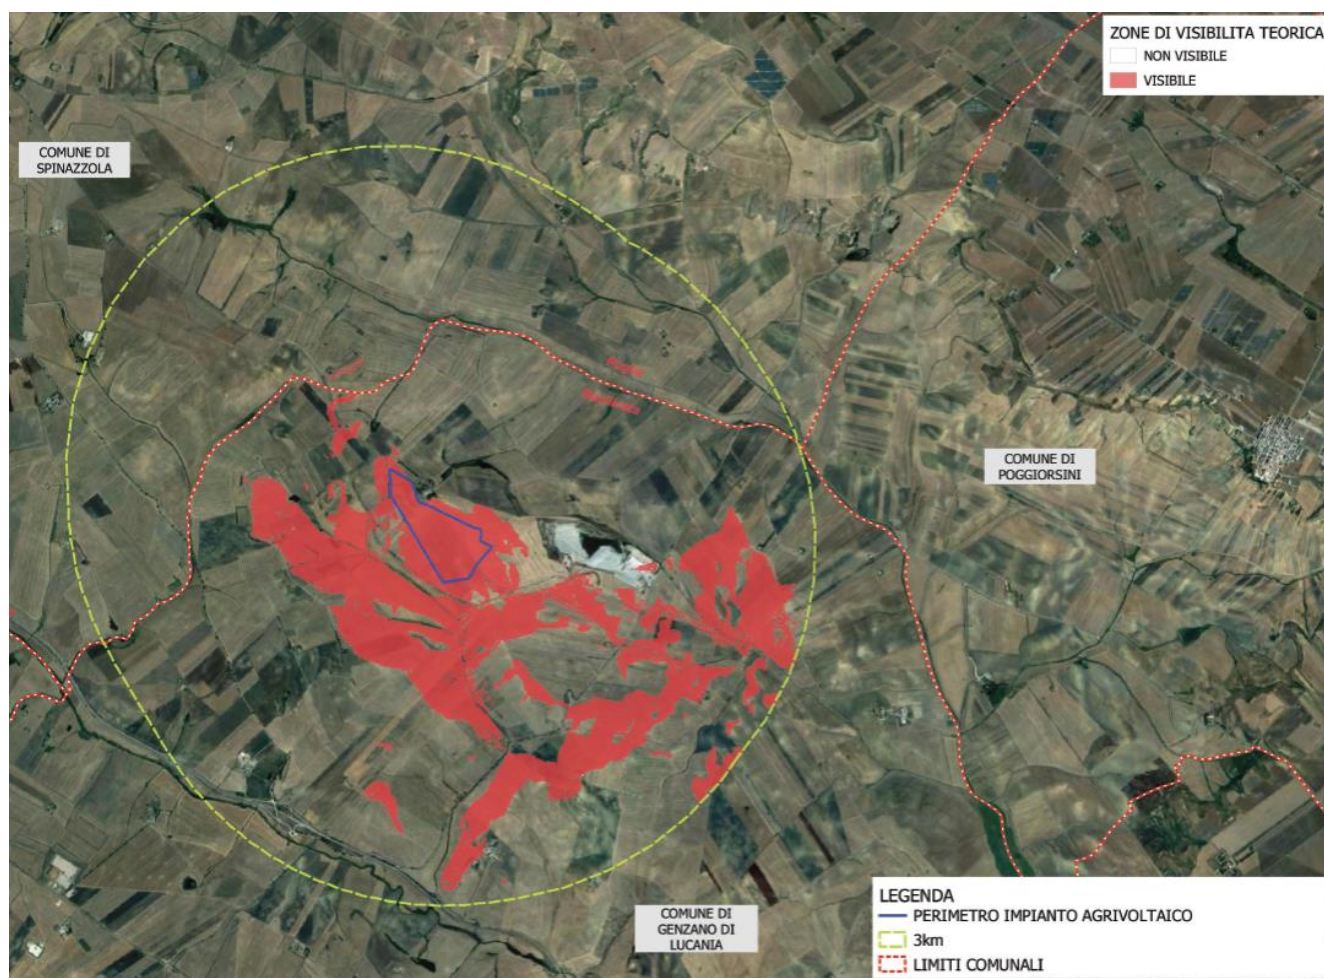 ZONE DI VISIBILITA TEORICA
NON VISIBILE
VISIBILE
COMUNE DI
SPINAZZOLA
COMUNE DI
POGGIORSINI
COMUNE DI
GENZANO DI
LUCANIA
LEGENDA
PERIMETRO IMPIANTO AGRIVOLTAICO
3km
LIMITI COMUNALI